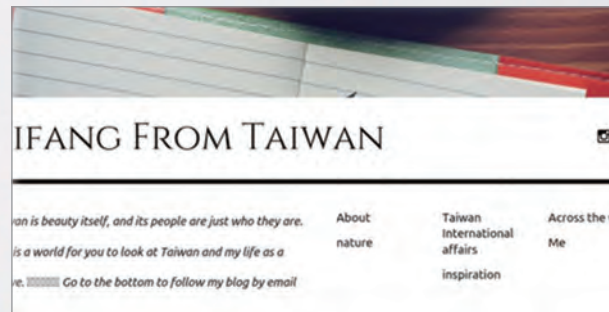 IFANG FROM TAIWAN
is beauty itself, and its people are just who they are.
is a world for you to look at Taiwan and my life as a
Go to the bottom to follow my blog by email
About
nature
Taiwan
International
affairs
inspiration
Across the
Me